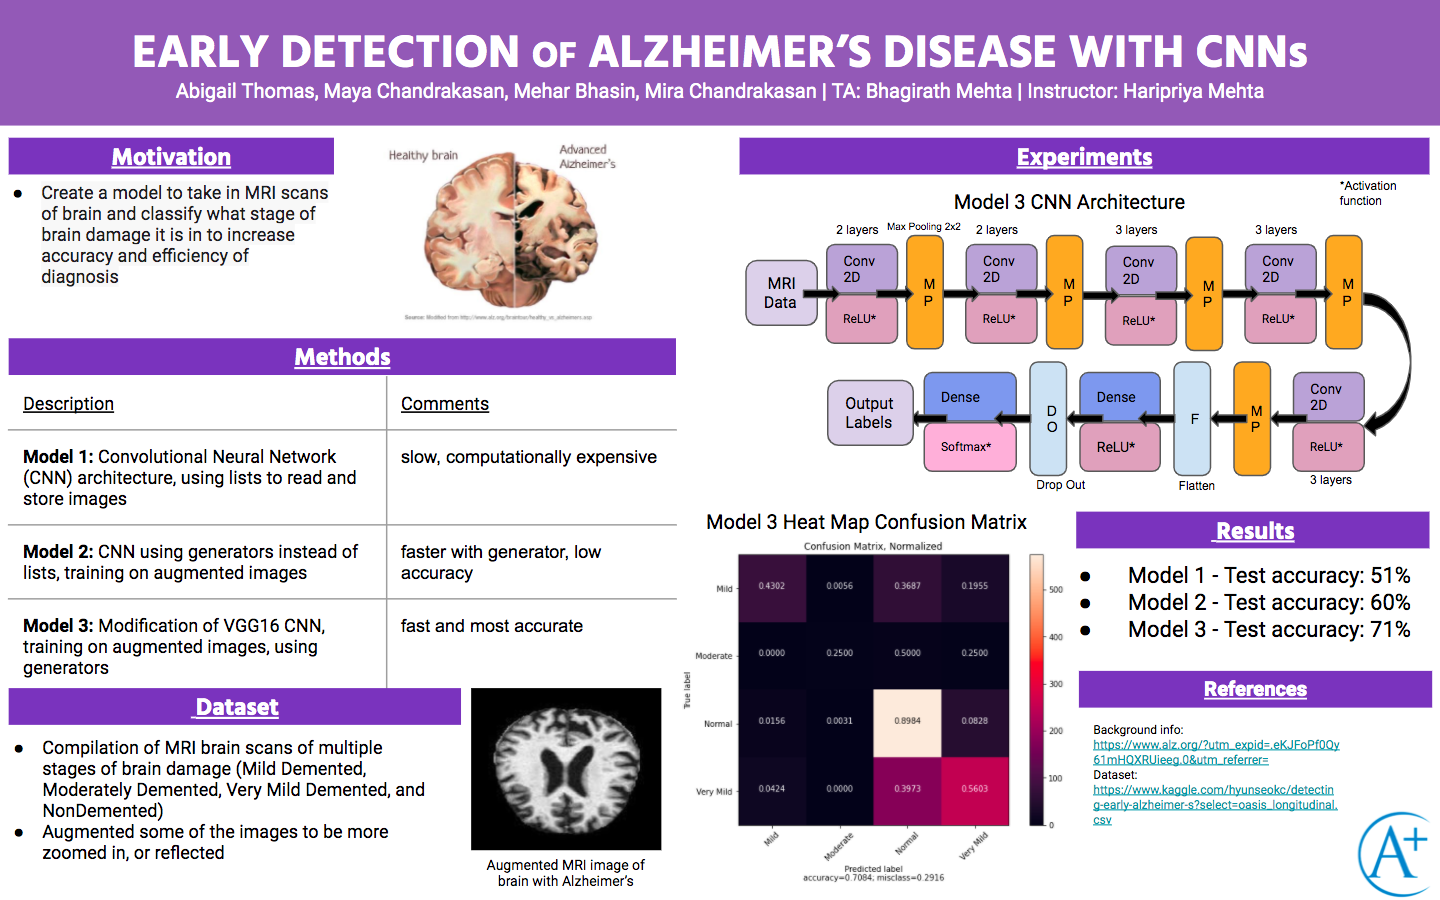 EARLY DETECTION OF ALZHEIMER'S DISEASE WITH CNNs
Abigail Thomas, Maya Chandrakasan, Mehar Bhasin, Mira Chandrakasan | TA: Bhagirath Mehta | Instructor: Haripriya Mehta
Motivation
● Create a model to take in MRI scans
of brain and classify what stage of
brain damage it is in to increase
accuracy and efficiency of
diagnosis
Healthy brain
Advanced
Alzheimer's
Source: Modified from http://www.alz.org/braintour/healthy_vs_alzheimers.asp
Methods
Description
Comments
Model 1: Convolutional Neural Network
(CNN) architecture, using lists to read and
store images
slow, computationally expensive
Model 2: CNN using generators instead of
lists, training on augmented images
faster with generator, low
accuracy
Model 3: Modification of VGG16 CNN,
training on augmented images, using
generators
fast and most accurate
Dataset
● Compilation of MRI brain scans of multiple
stages of brain damage (Mild Demented,
Moderately Demented, Very Mild Demented, and
NonDemented)
● Augmented some of the images to be more
zoomed in, or reflected
Augmented MRI image of
brain with Alzheimer's
Experiments
Model 3 CNN Architecture
*Activation
function
2 layers
Max Pooling 2x2
2 layers
3 layers
3 layers
MRI
Data
Conv
2D
ReLU*
M
P
Conv
2D
ReLU*
M
P
Conv
2D
ReLU*
M
P
Conv
2D
ReLU*
M
P
Output
Labels
Dense
Softmax*
D
O
Drop Out
Dense
ReLU*
F
Flatten
M
P
Conv
2D
ReLU*
3 layers
Model 3 Heat Map Confusion Matrix
Confusion Matrix, Normalized
True label
Mild
0.4302 0.0056 0.3687 0.1955
Moderate
0.0000 0.2500 0.5000 0.2500
Normal
0.0156 0.0031 0.8984 0.0828
Very Mild
0.0424 0.0000 0.3973 0.5603
Mild
Moderate
Normal
Very Mild
Predicted label
accuracy=0.7084; misclass=0.2916
500
400
300
200
100
0
Results
● Model 1 - Test accuracy: 51%
● Model 2 - Test accuracy: 60%
● Model 3 - Test accuracy: 71%
References
Background info:
https://www.alz.org/?utm_expid=.eKJFoPf0Qy
61mHQXRUieeg.0&utm_referrer=
Dataset:
https://www.kaggle.com/hyunseokc/detectin
g-early-alzheimer-s?select=oasis_longitudinal.
csv
A+